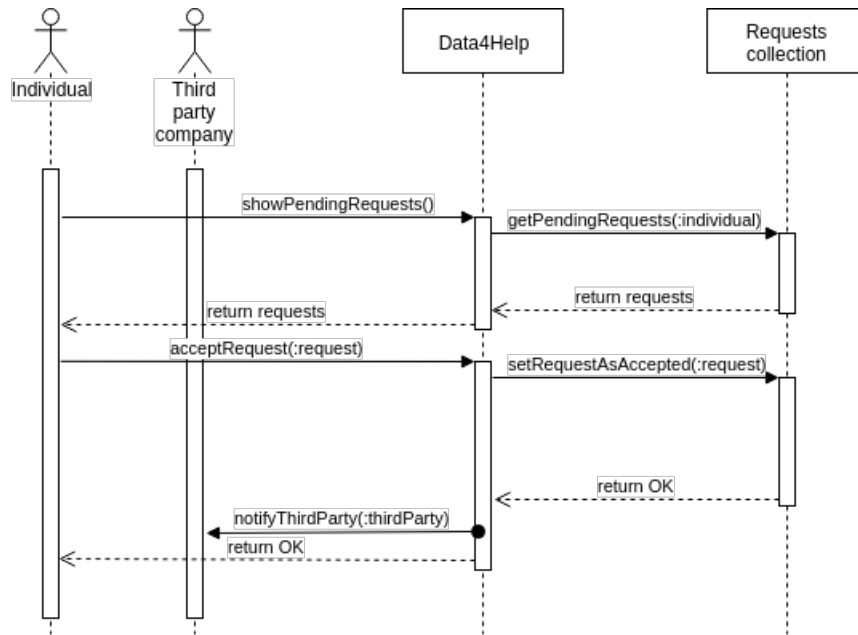 Individual
Third
party
company
Data4Help
Requests
collection
showPendingRequests()
getPendingRequests(:individual)
return requests
return requests
acceptRequest(:request)
setRequestAsAccepted(:request)
return OK
notifyThirdParty(:thirdParty)
return OK